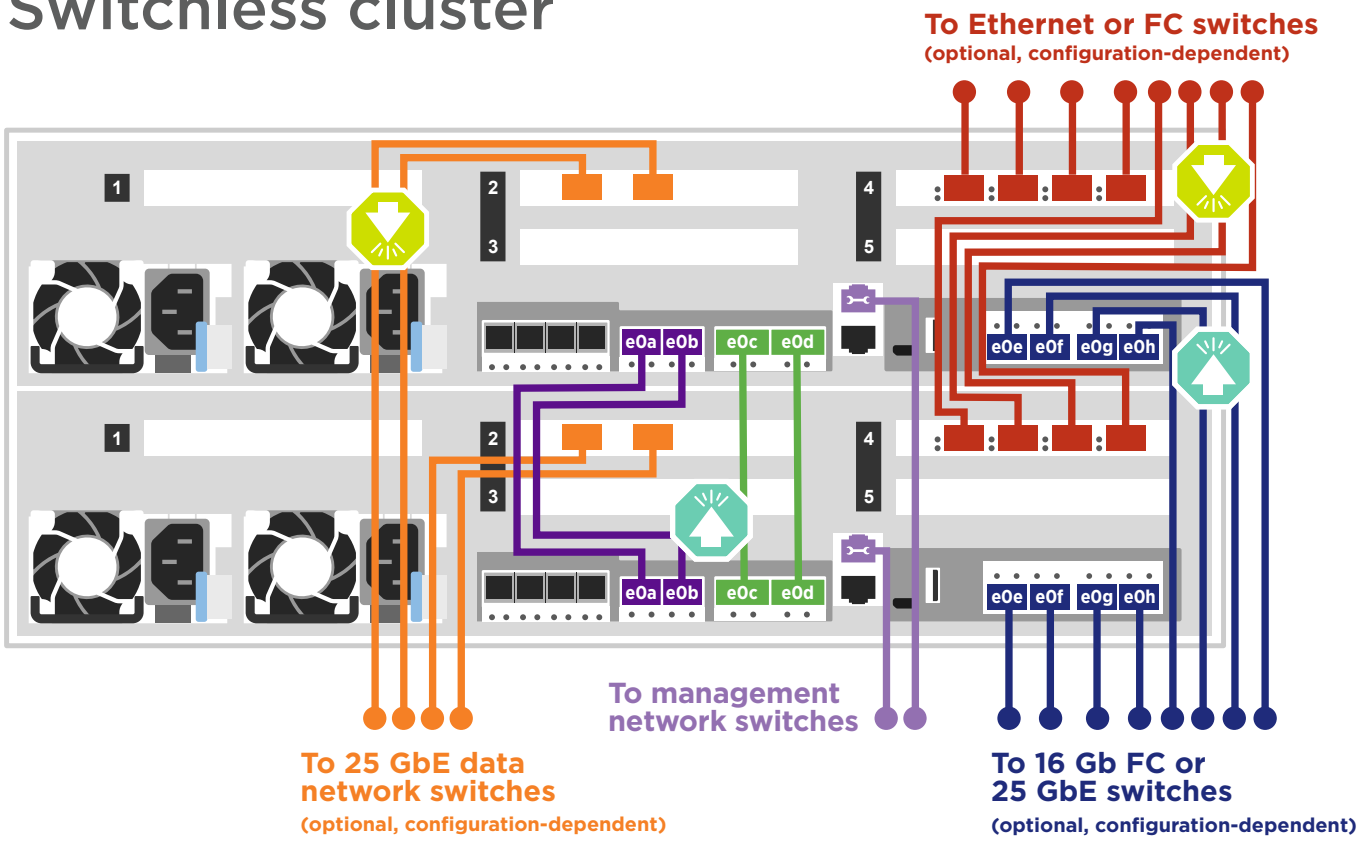 Switchless cluster
To Ethernet or FC switches
(optional, configuration-dependent)
1
2
4
3
5
e0a e0b e0c e0d
e0e e0f e0g e0h
1
2
4
3
5
e0a e0b e0c e0d
e0e e0f e0g e0h
To management
network switches
To 25 GbE data
network switches
(optional, configuration-dependent)
To 16 Gb FC or
25 GbE switches
(optional, configuration-dependent)